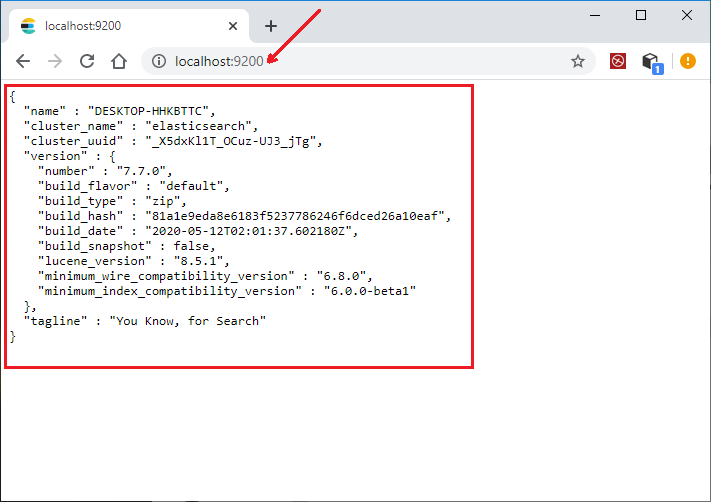 localhost:9200
localhost:9200
1
{
"name" : "DESKTOP-HHKBTTC",
"cluster_name" : "elasticsearch",
"cluster_uuid" : "_X5dxKl1T_OCuz-UJ3_jTg",
"version" : {
"number" : "7.7.0",
"build_flavor" : "default",
"build_type" : "zip",
"build_hash" : "81a1e9eda8e6183f5237786246f6dced26a10eaf",
"build_date" : "2020-05-12T02:01:37.602180Z",
"build_snapshot" : false,
"lucene_version" : "8.5.1",
"minimum_wire_compatibility_version" : "6.8.0",
"minimum_index_compatibility_version" : "6.0.0-beta1"
},
"tagline" : "You Know, for Search"
}